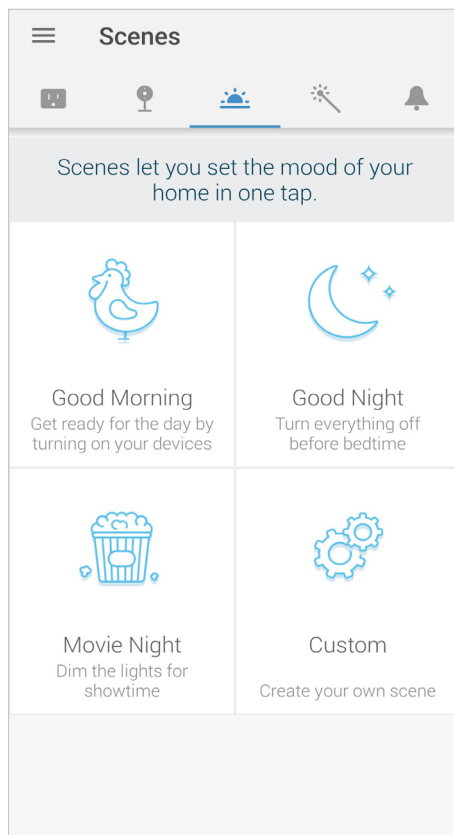 Scenes
Scenes let you set the mood of your
home in one tap.
Good Morning
Get ready for the day by
turning on your devices
Good Night
Turn everything off
before bedtime
Movie Night
Dim the lights for
showtime
Custom
Create your own scene